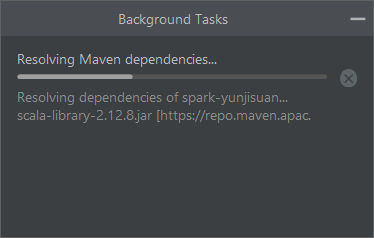 Background Tasks
Resolving Maven dependencies...
Resolving dependencies of spark-yunjisuan...
scala-library-2.12.8.jar [https://repo.maven.apac.